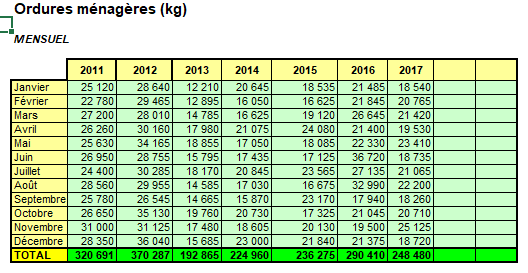 Ordures ménagères (kg)
MENSUEL
2011 2012 2013 2014 2015 2016 2017
Janvier 25 120 28 640 12 210 20 645 18 535 21 485 18 540
Février 22 780 29 465 12 895 16 050 16 625 21 845 20 765
Mars 27 200 28 010 14 785 16 625 19 120 26 645 21 420
Avril 26 260 30 160 17 980 21 075 24 080 21 400 19 530
Mai 25 630 34 165 18 855 17 050 18 085 22 330 23 410
Juin 26 950 28 755 15 795 17 435 17 125 36 720 18 735
Juillet 24 400 30 285 18 170 20 845 23 565 27 135 21 065
Août 28 560 29 955 14 585 17 030 16 675 32 990 22 200
Septembre 25 780 26 545 14 665 15 870 23 170 17 940 18 260
Octobre 26 650 35 130 19 760 20 730 17 325 21 045 20 710
Novembre 31 000 31 125 17 480 18 605 20 130 19 500 25 125
Décembre 28 350 36 040 15 685 23 000 21 840 21 375 18 720
TOTAL 320 691 370 287 192 865 224 960 236 275 290 410 248 480